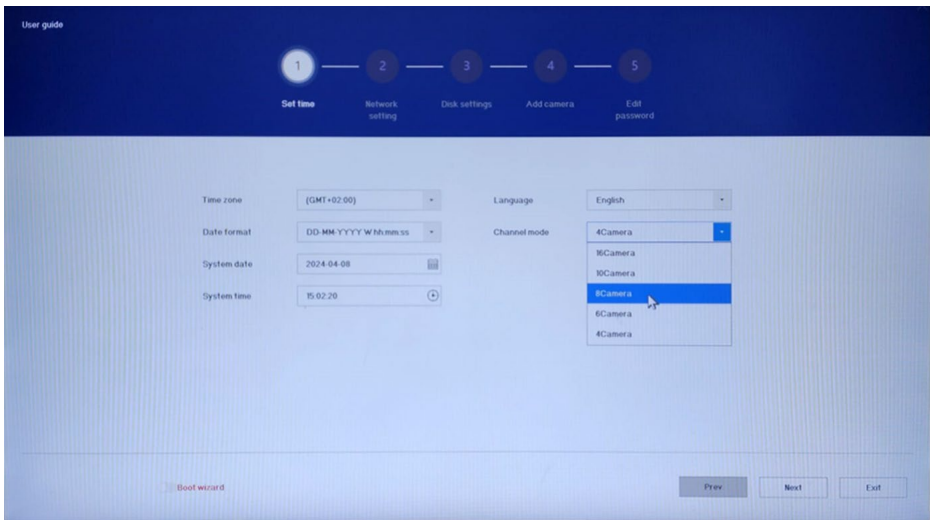 User guide
1 2 3 4 5
Set time Network setting Disk settings Add camera Edit password
Time zone (GMT+02:00) Language English
Date format DD-MM-YYYY W hh:mm:ss Channel mode 4Camera
16Camera
System date 2024-04-08
10Camera
8Camera
System time 15:02:20
6Camera
4Camera
Boot wizard Prev Next Exit